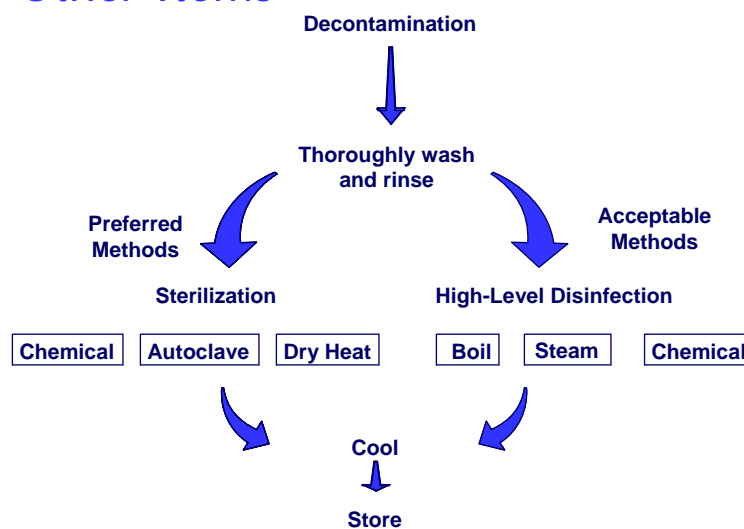 Decontamination
Thoroughly wash
and rinse
Preferred
Methods
Acceptable
Methods
Sterilization
High-Level Disinfection
Chemical
Autoclave
Dry Heat
Boil
Steam
Chemical
Cool
Store